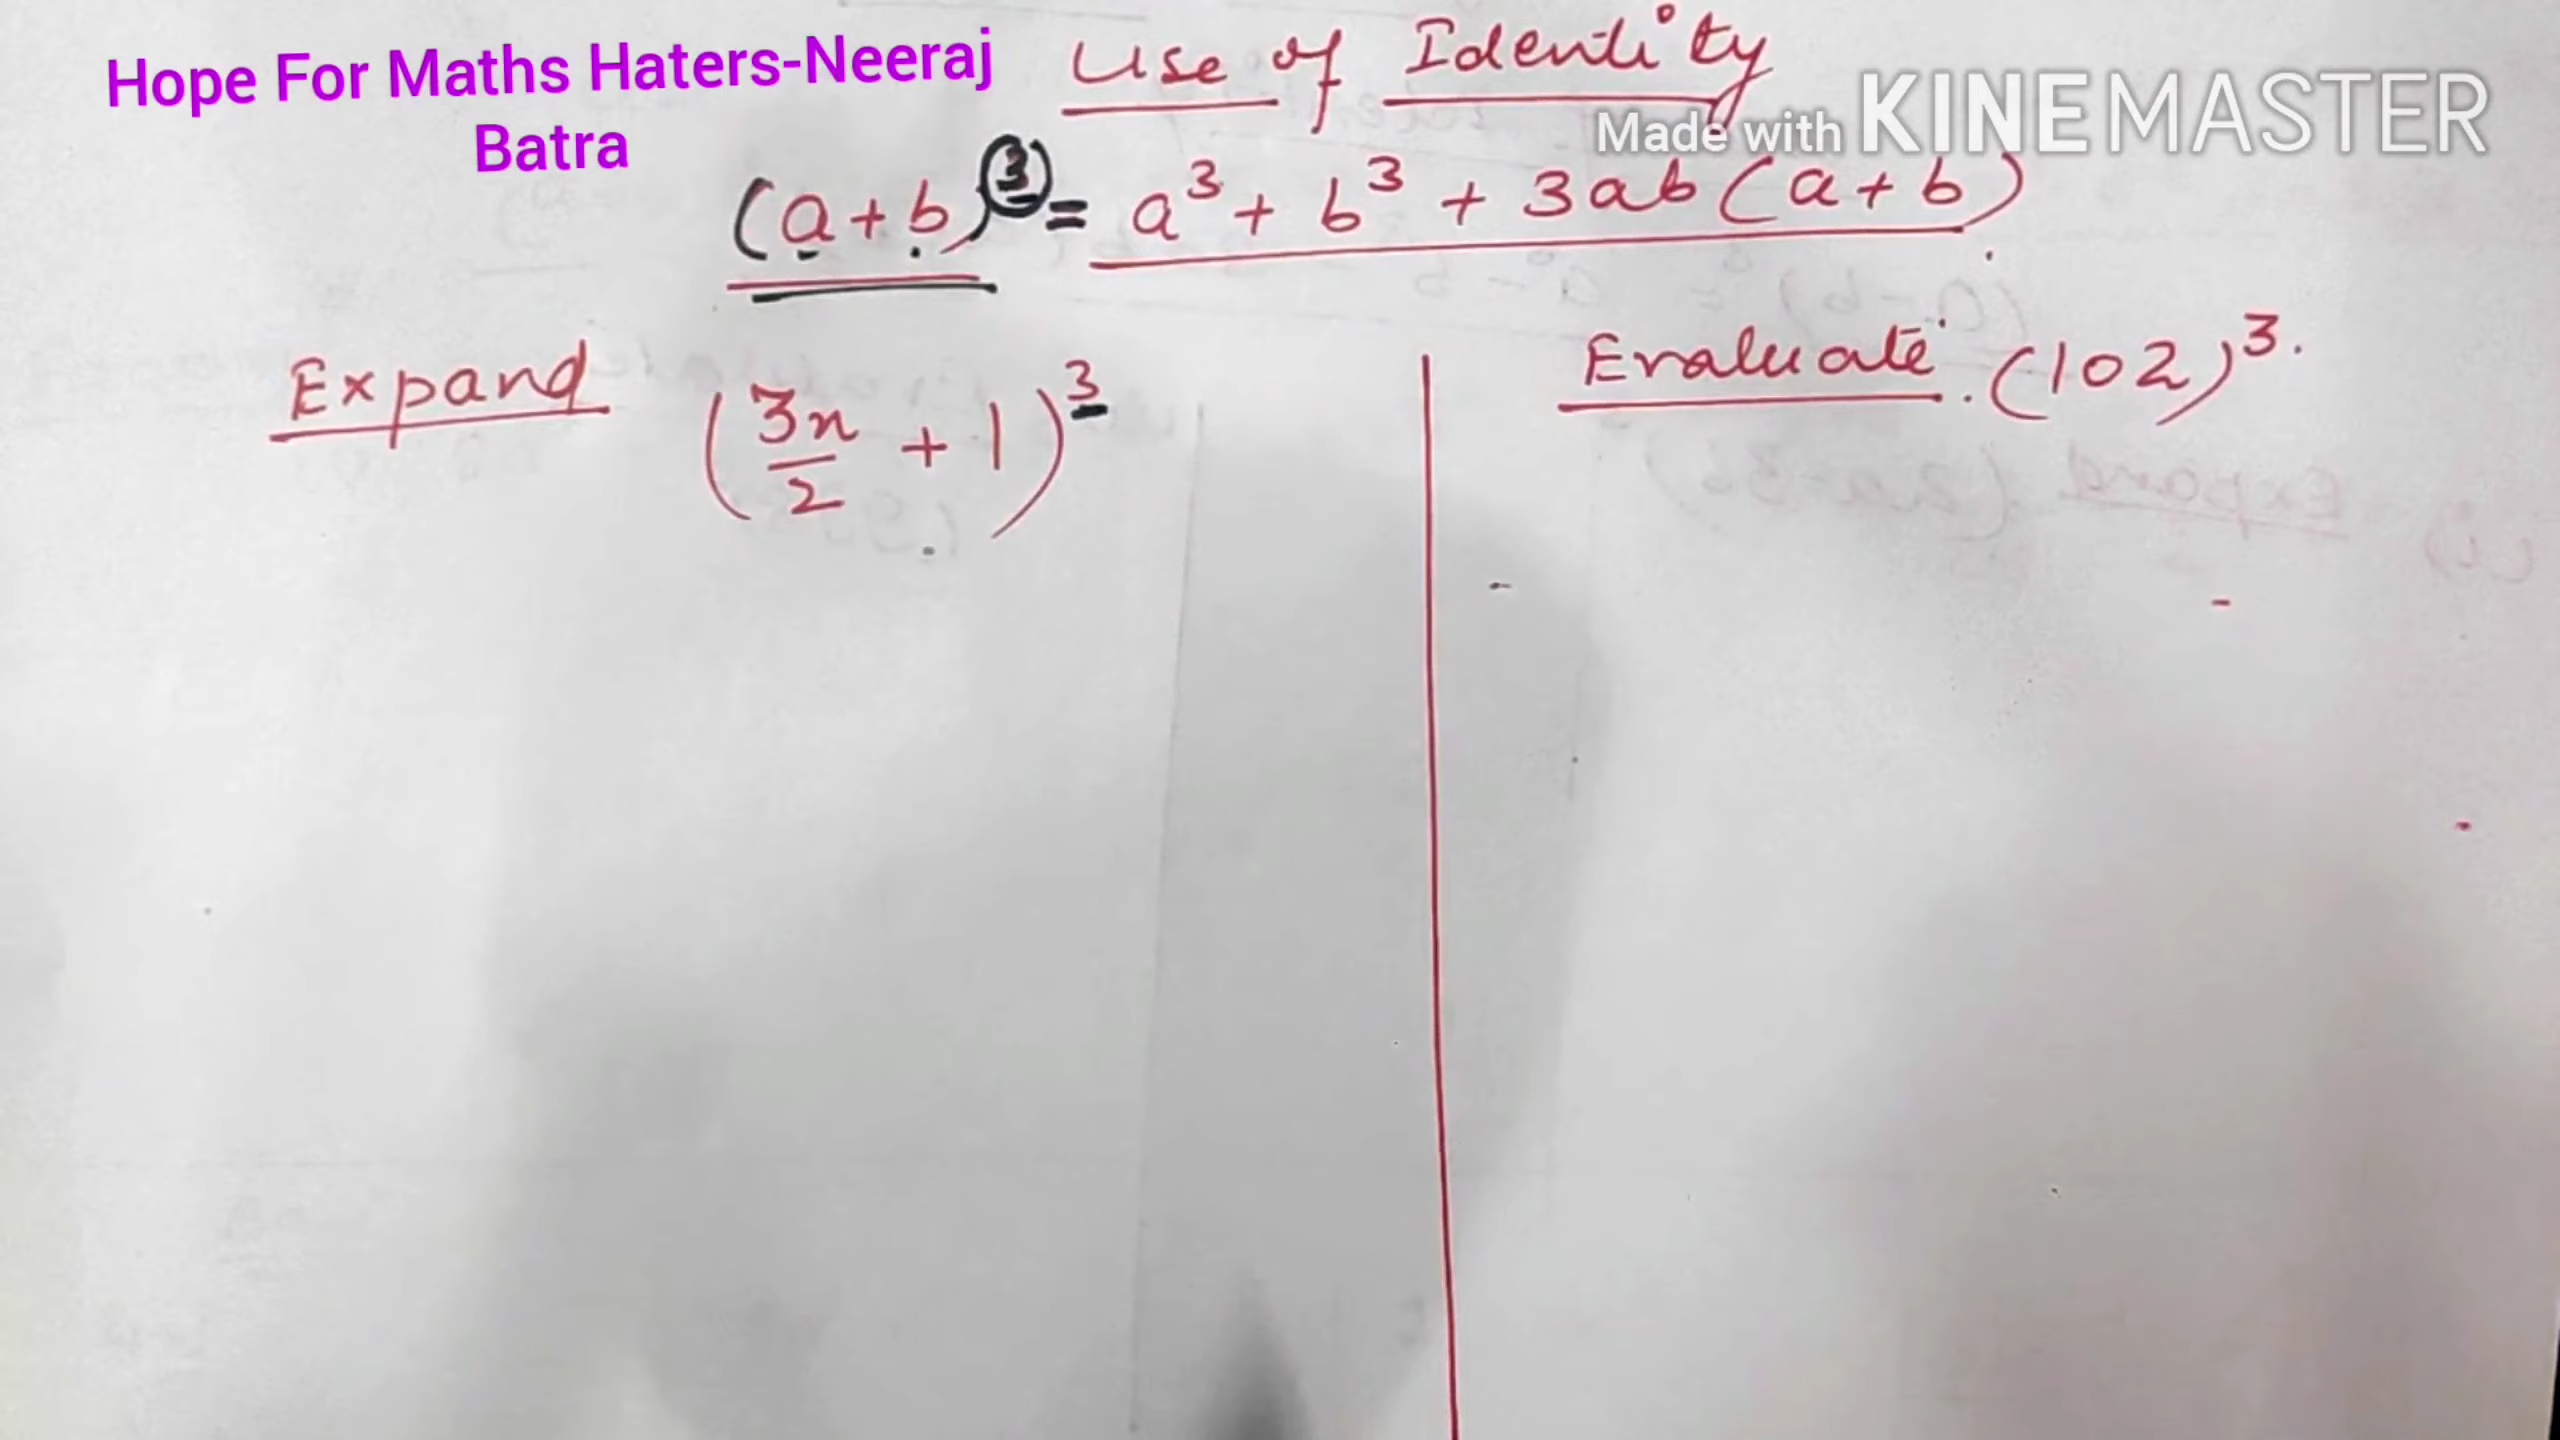 Hope For Maths Haters-Neeraj
Batra
Use of Identity
Made with KINEMASTER
(a+b)³ = a³ + b³ + 3ab(a+b)
Expand (3x/2 + 1)³
Evaluate (102)³.